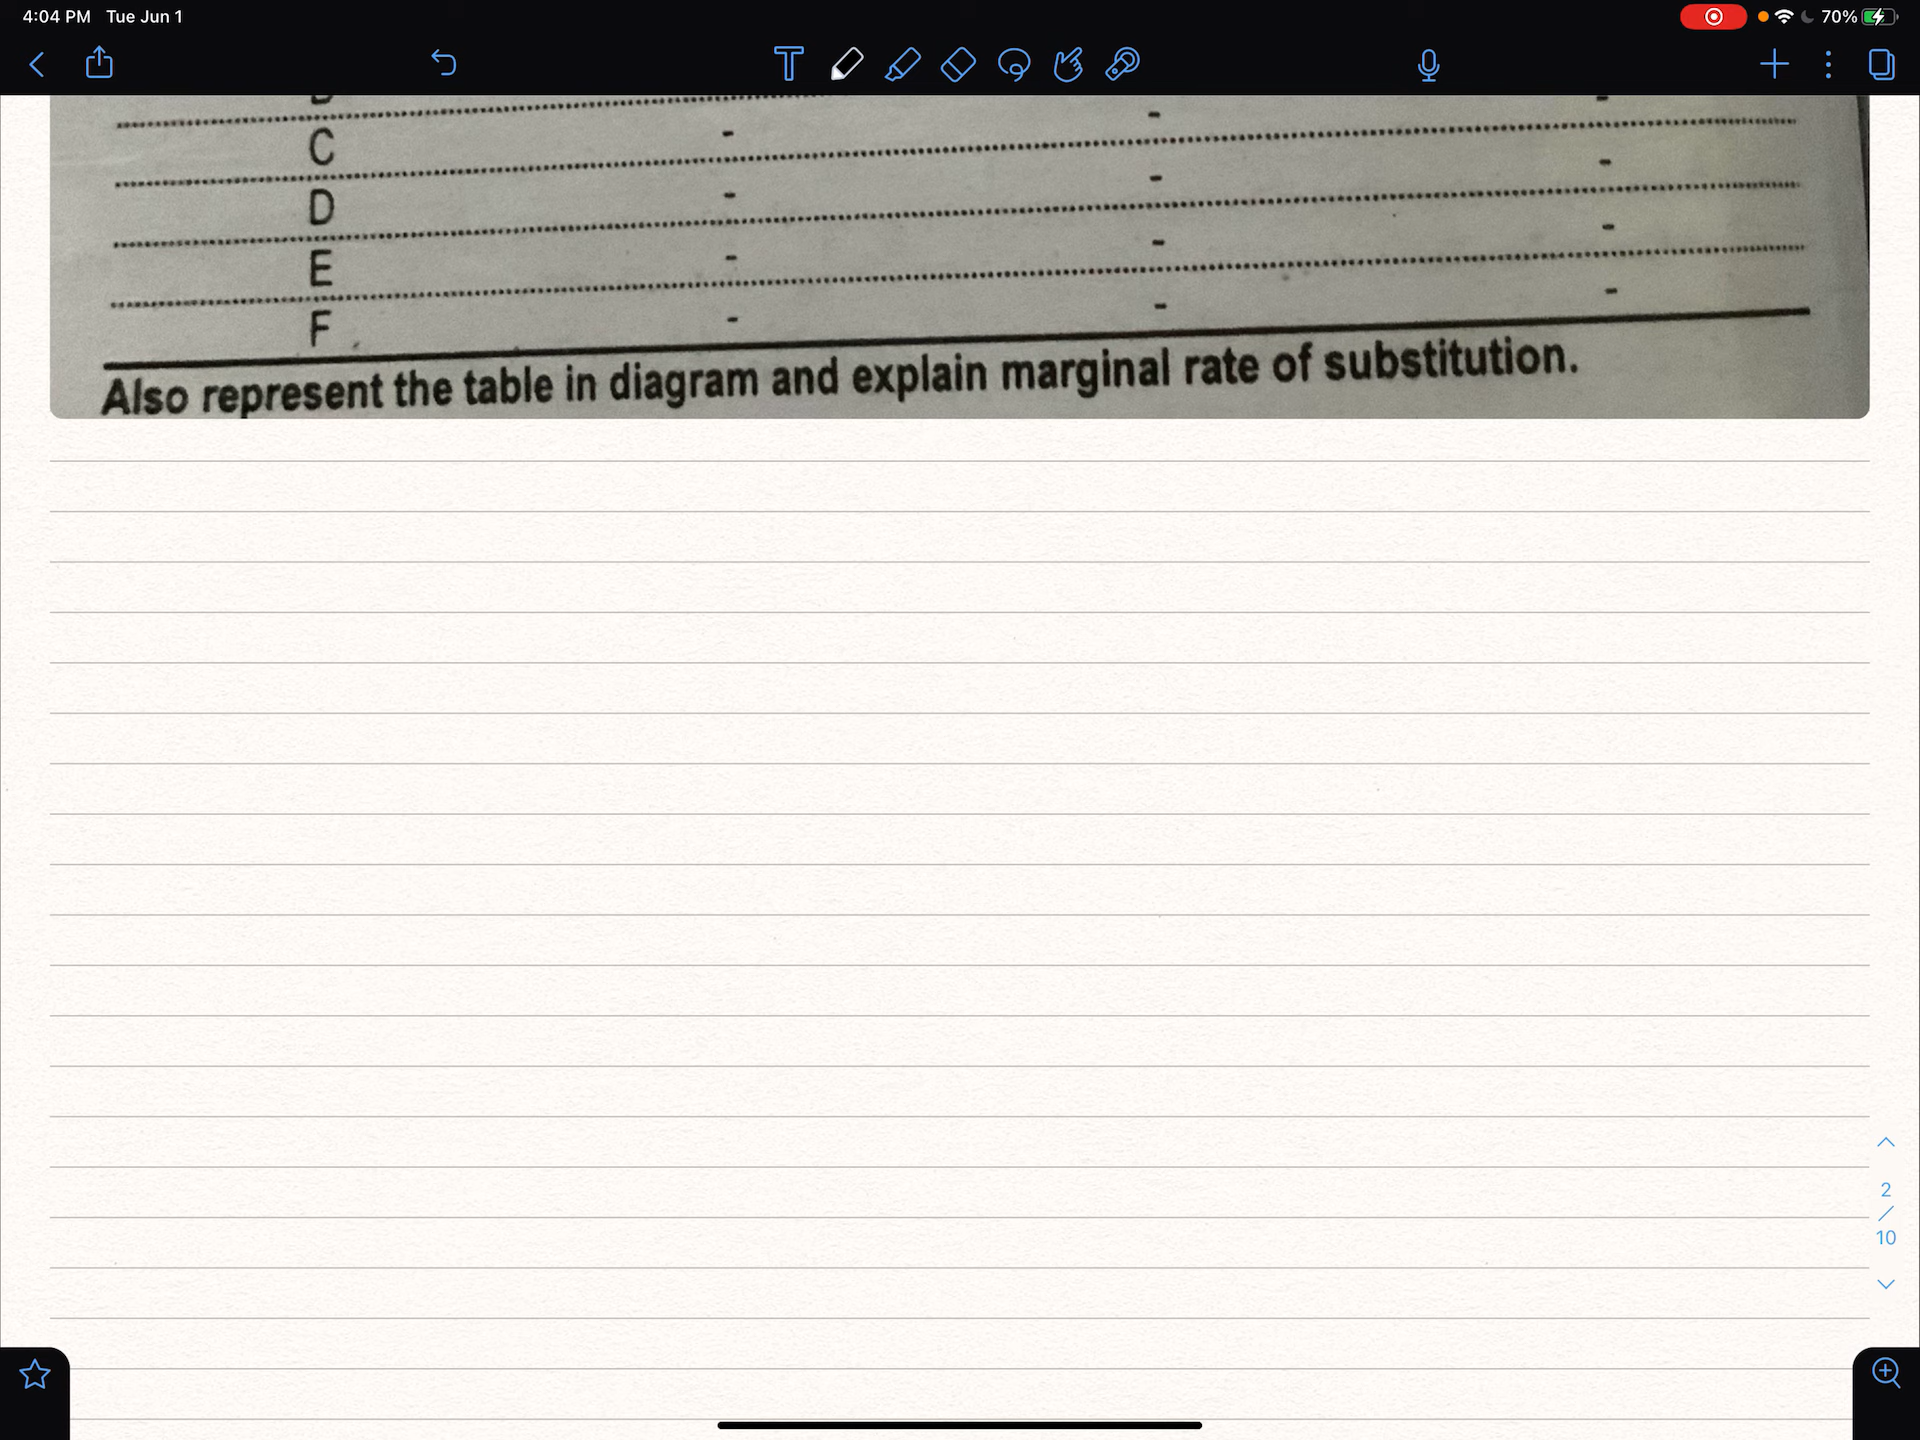 4:04 PM Tue Jun 1
70%
C - - -
D - - -
E - - -
F - - -
Also represent the table in diagram and explain marginal rate of substitution.
2
/
10